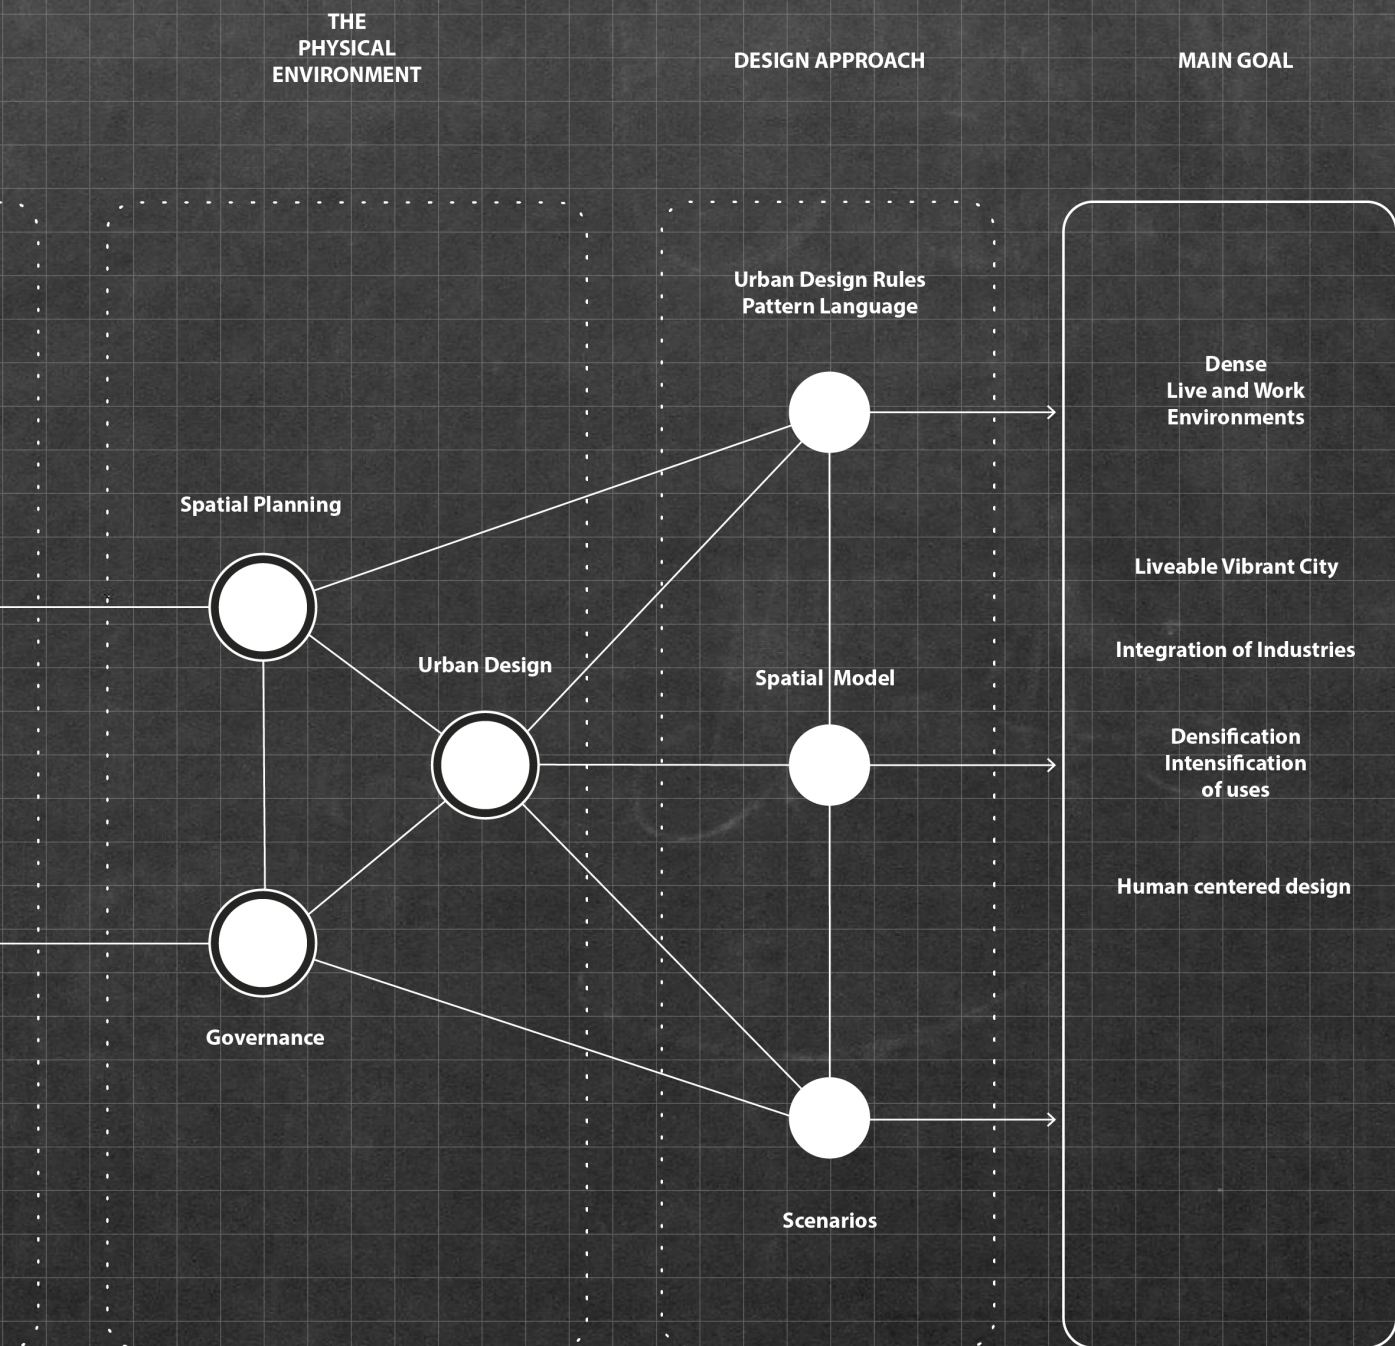 THE
PHYSICAL
ENVIRONMENT
DESIGN APPROACH
MAIN GOAL
Urban Design Rules
Pattern Language
Dense
Live and Work
Environments
Spatial Planning
Liveable Vibrant City
Urban Design
Integration of Industries
Spatial Model
Densification
Intensification
of uses
Human centered design
Governance
Scenarios